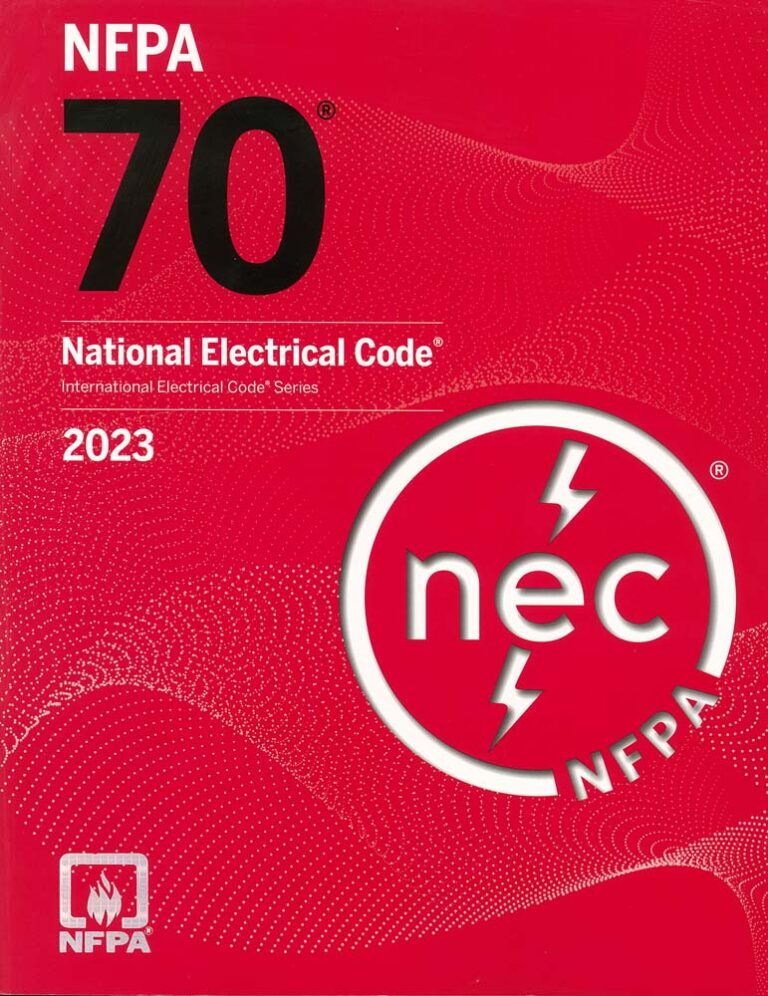 NFPA
70®
National Electrical Code®
International Electrical Code® Series
2023
®
nec
NFPA
NFPA®